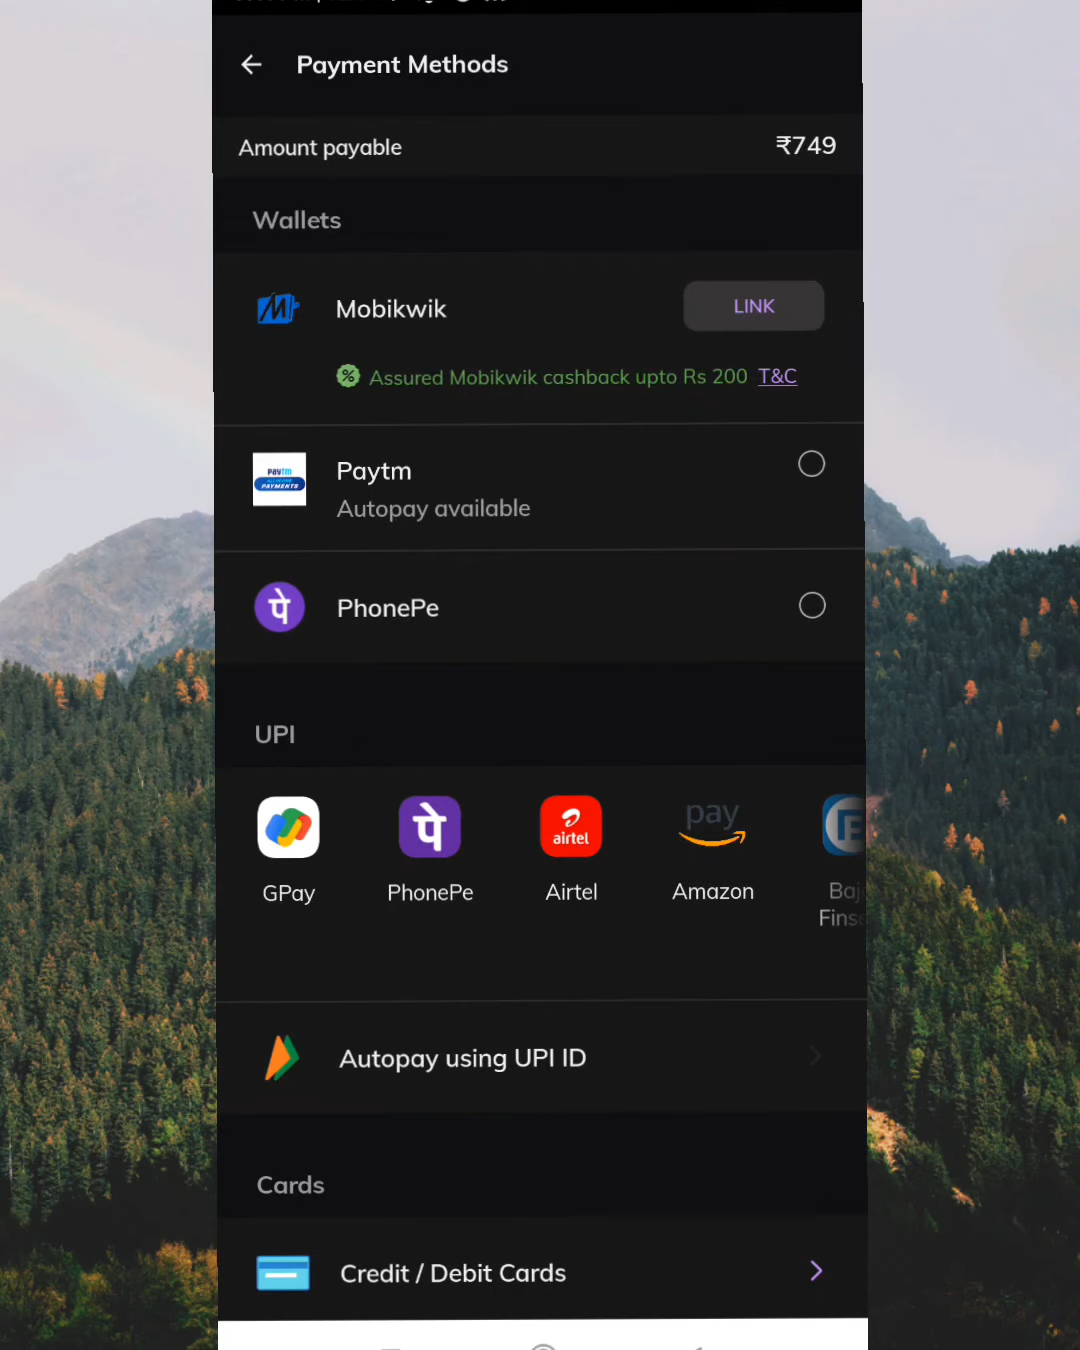 Payment Methods
Amount payable ₹749
Wallets
Mobikwik LINK
Assured Mobikwik cashback upto Rs 200 T&C
Paytm
Autopay available
पे PhonePe
UPI
पे
airtel
pay
GPay PhonePe Airtel Amazon
Autopay using UPI ID
Cards
Credit / Debit Cards